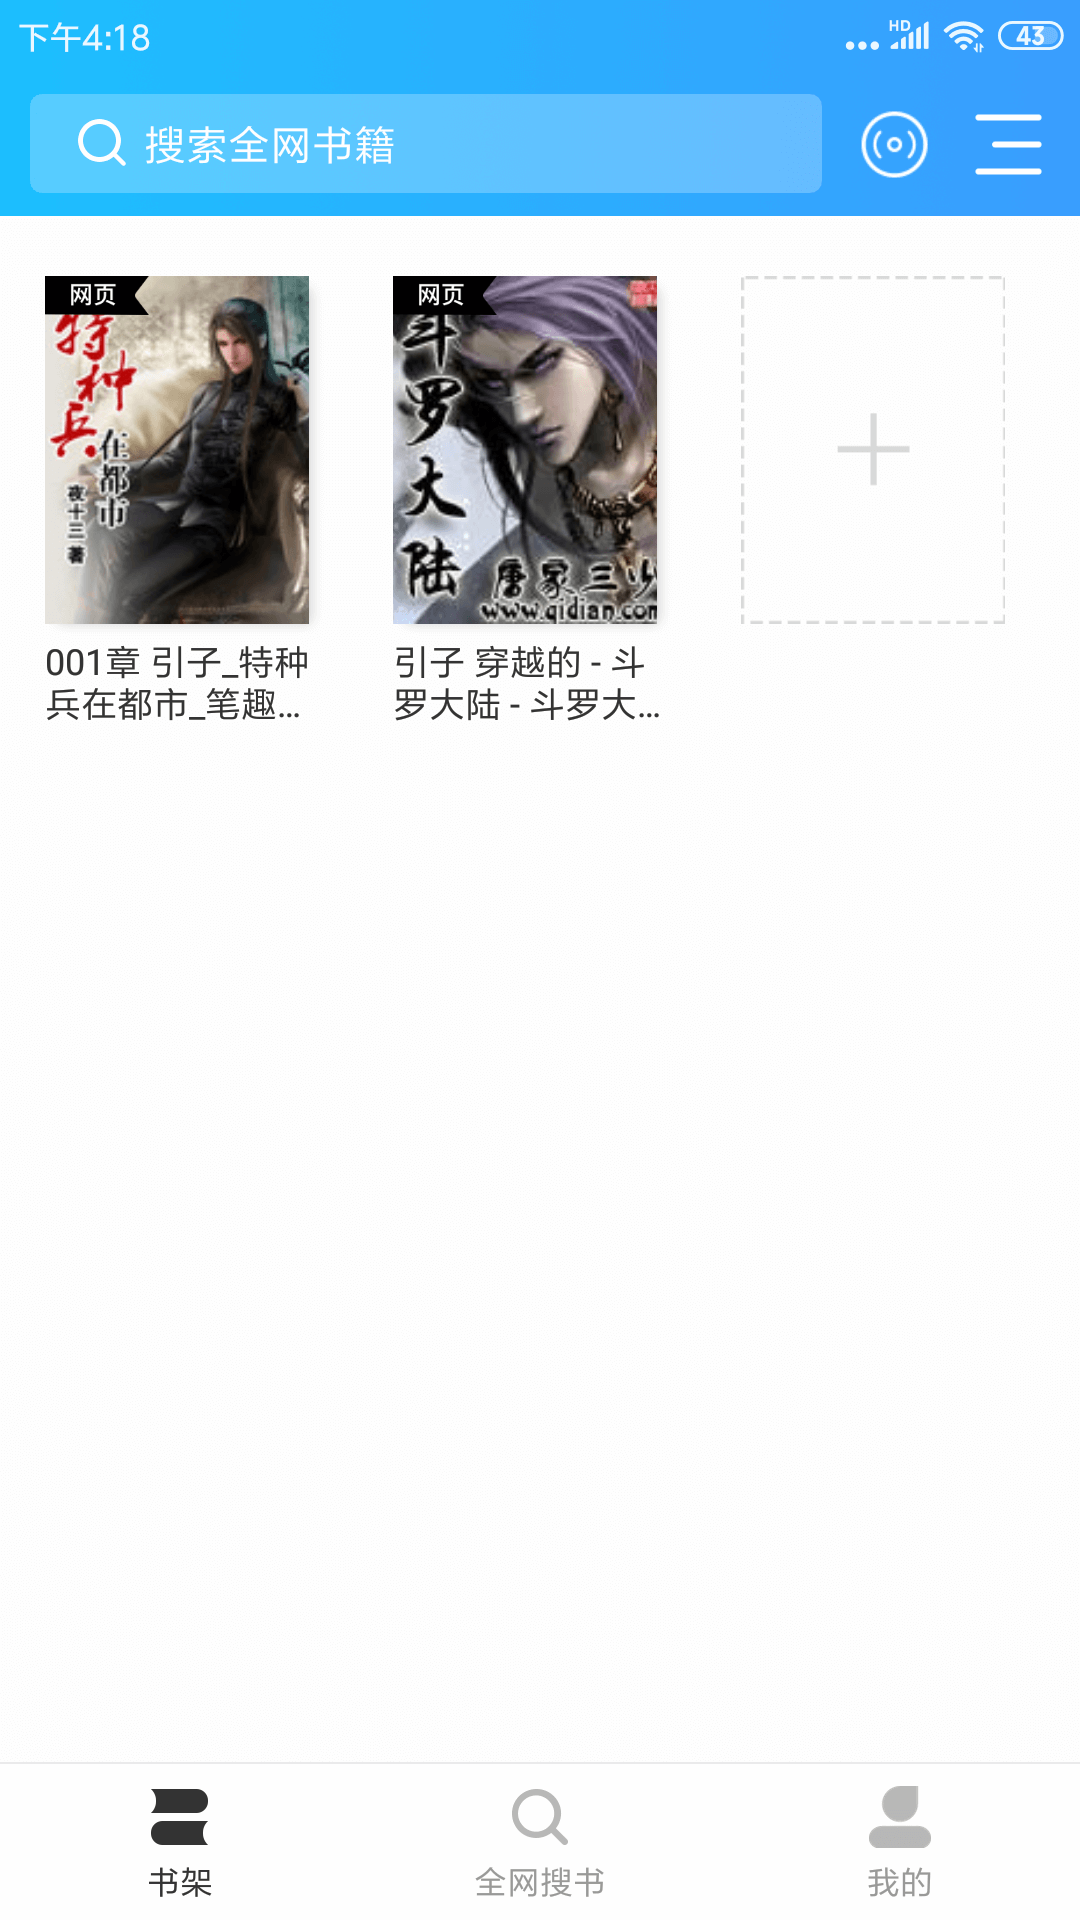 下午4:18
HD
43
搜索全网书籍
网页
特种兵
在都市
夜十三 著
网页
斗罗大陆
唐家三少
www.qidian.com
001章 引子_特种
兵在都市_笔趣...
引子 穿越的 - 斗
罗大陆 - 斗罗大...
书架
全网搜书
我的